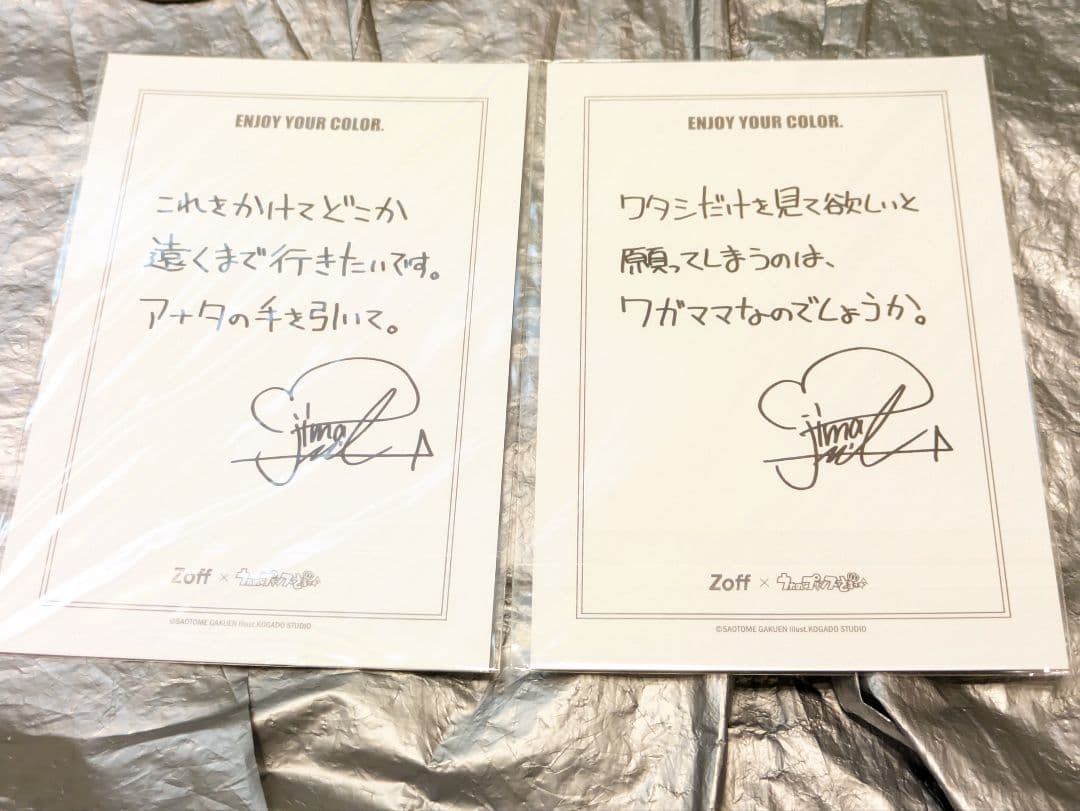 ENJOY YOUR COLOR.
これをかけてどこか
遠くまで行きたいです。
アナタの手を引いて。
Zoff × うたの☆プリンスさまっ♪
©SAOTOME GAKUEN Illust.KOGADO STUDIO
ENJOY YOUR COLOR.
ワタシだけを見て欲しいと
願ってしまうのは、
ワガママなのでしょうか。
Zoff × うたの☆プリンスさまっ♪
©SAOTOME GAKUEN Illust.KOGADO STUDIO